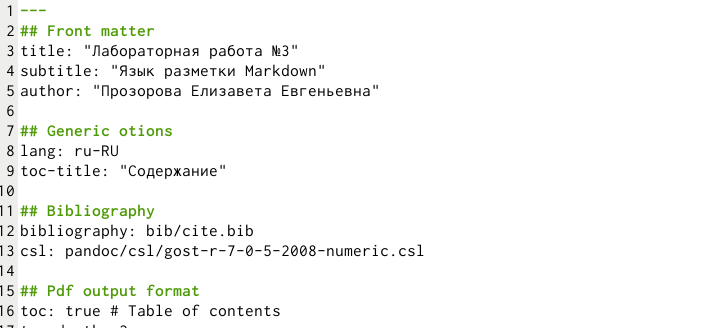 1 ---
2 ## Front matter
3 title: "Лабораторная работа №3"
4 subtitle: "Язык разметки Markdown"
5 author: "Прозорова Елизавета Евгеньевна"
6
7 ## Generic otions
8 lang: ru-RU
9 toc-title: "Содержание"
10
11 ## Bibliography
12 bibliography: bib/cite.bib
13 csl: pandoc/csl/gost-r-7-0-5-2008-numeric.csl
14
15 ## Pdf output format
16 toc: true # Table of contents